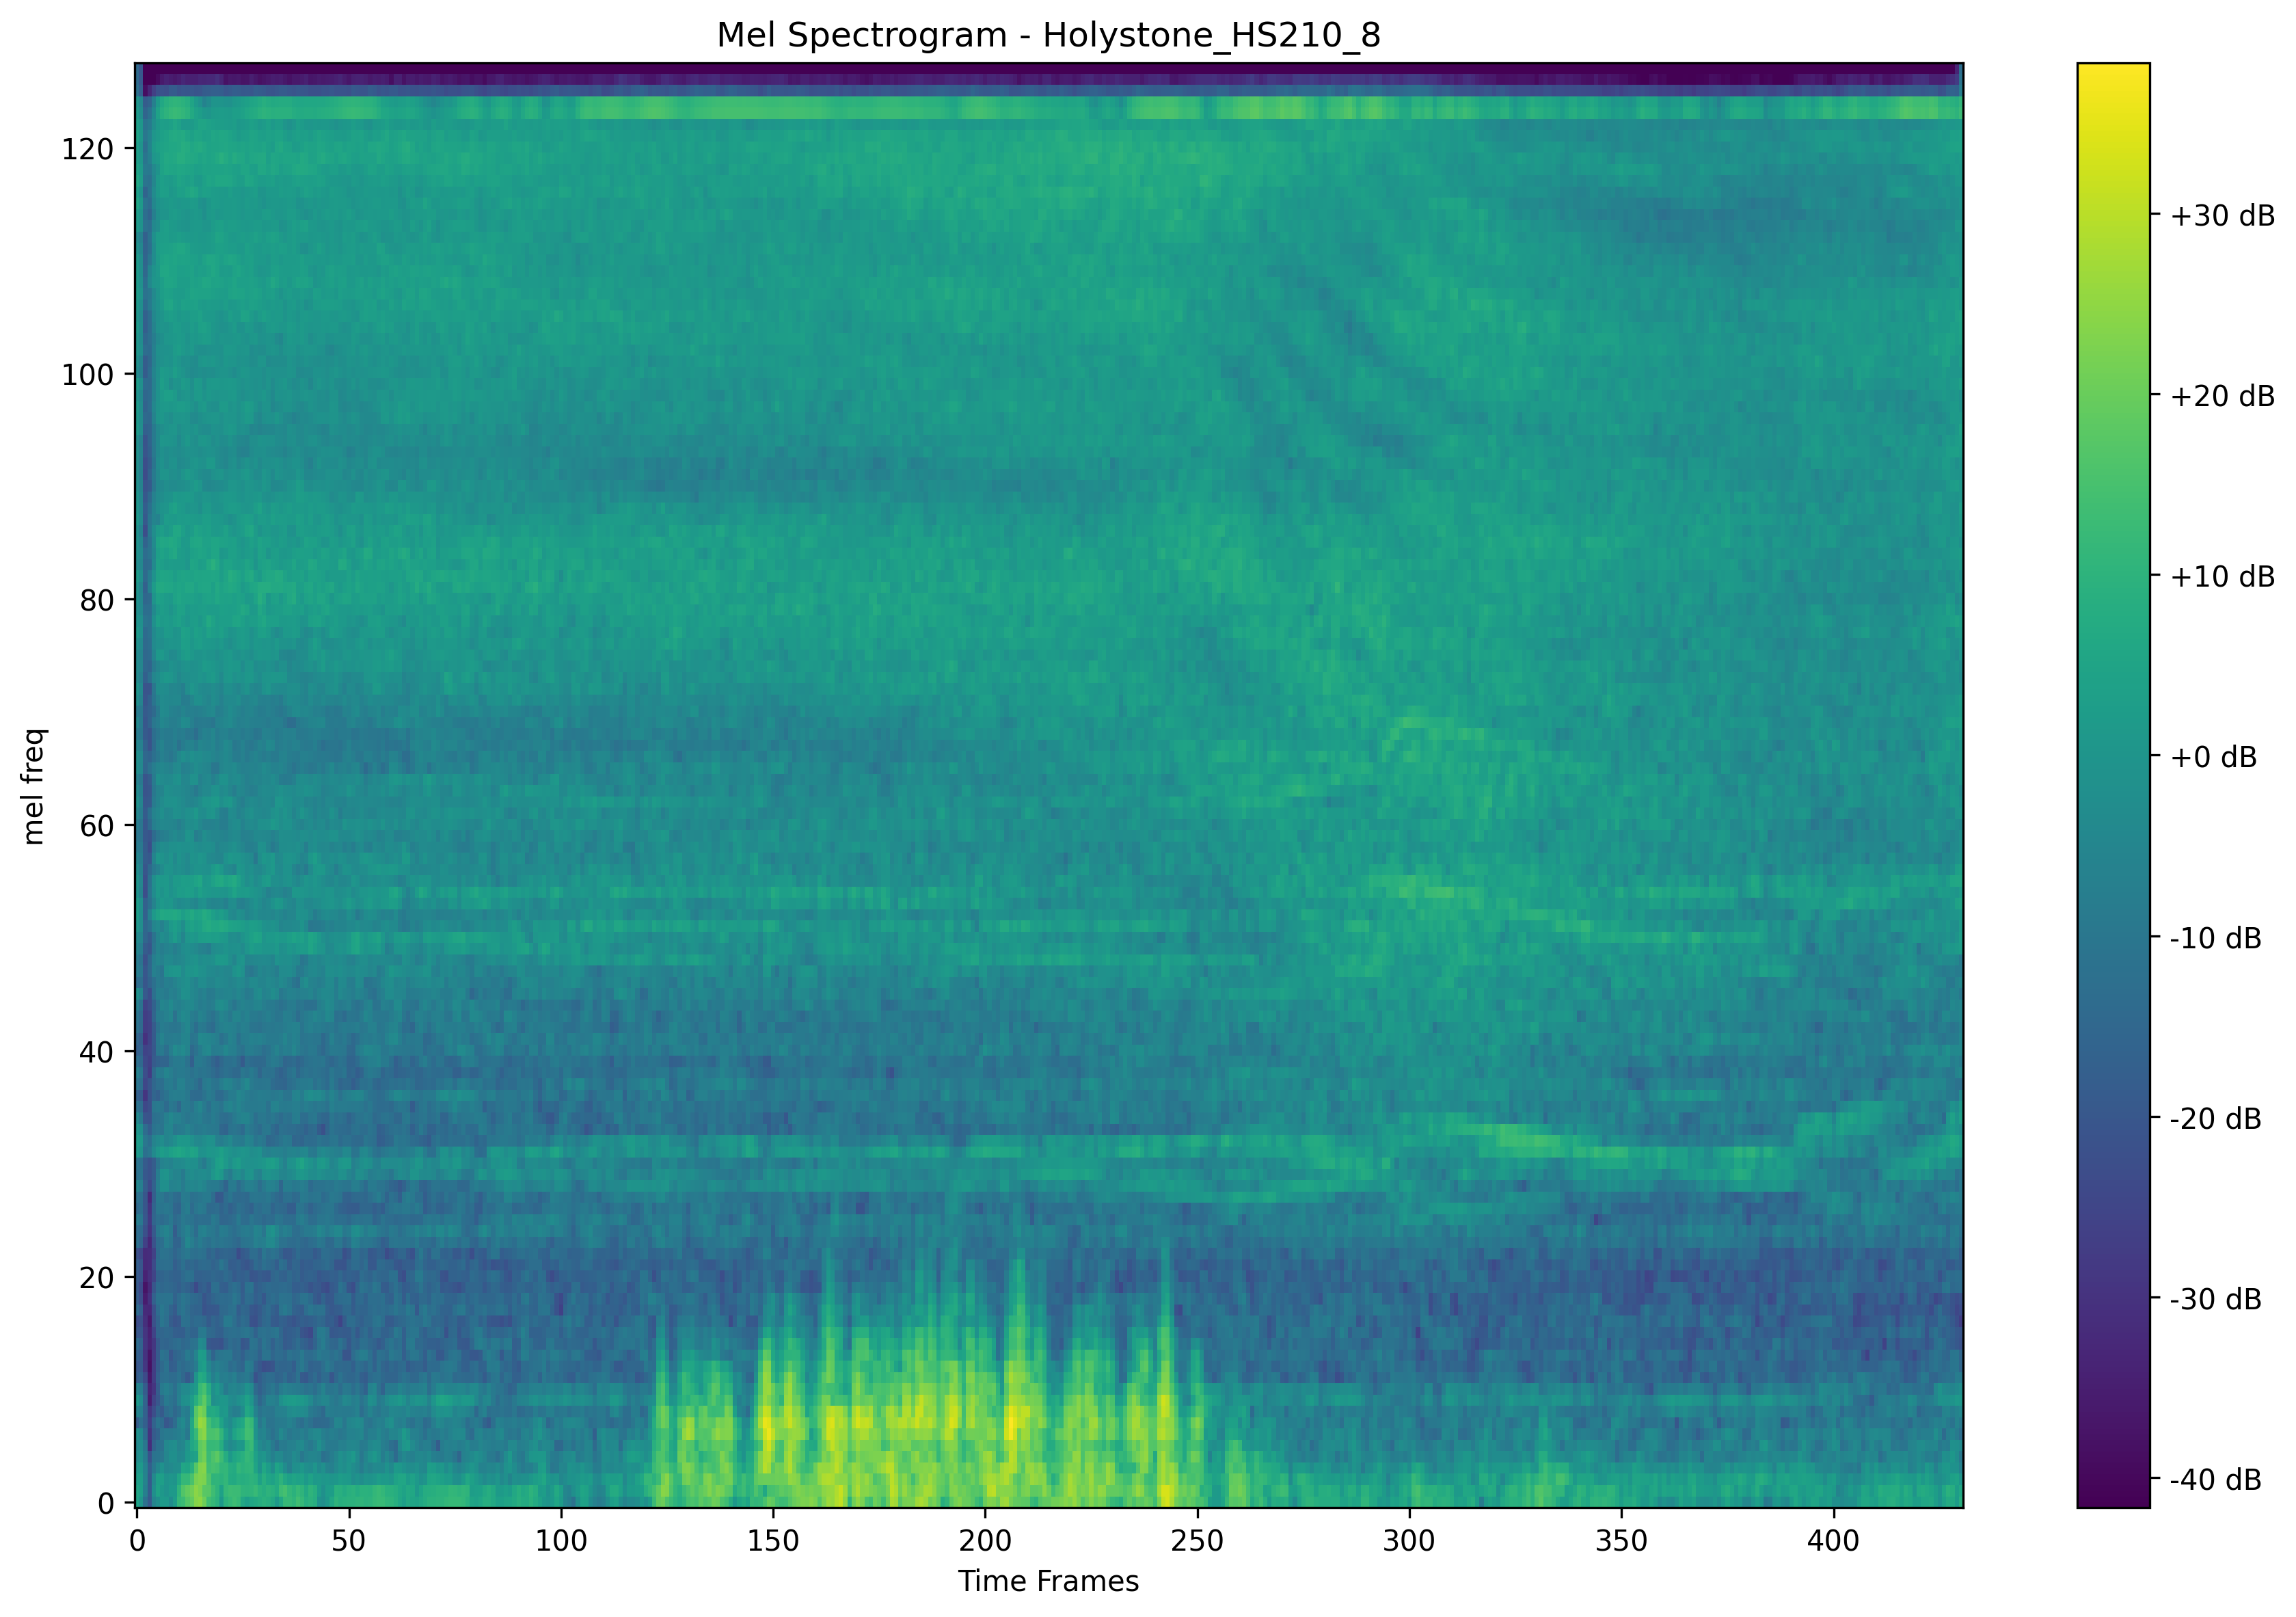 Mel Spectrogram - Holystone_HS210_8
120
100
80
60
40
20
0
mel freq
0 50 100 150 200 250 300 350 400
Time Frames
+30 dB
+20 dB
+10 dB
+0 dB
-10 dB
-20 dB
-30 dB
-40 dB